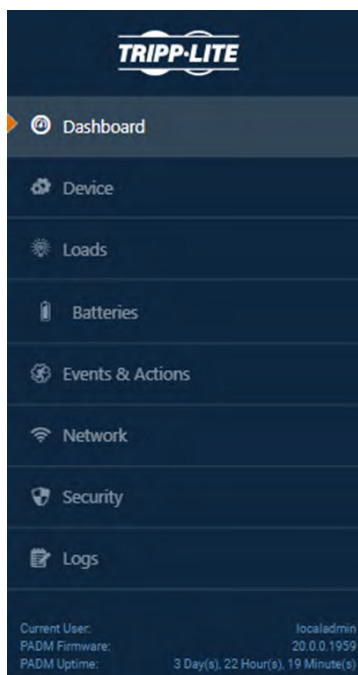 TRIPP·LITE
Dashboard
Device
Loads
Batteries
Events & Actions
Network
Security
Logs
Current User: localadmin
PADM Firmware: 20.0.0.1959
PADM Uptime: 3 Day(s), 22 Hour(s), 19 Minute(s)